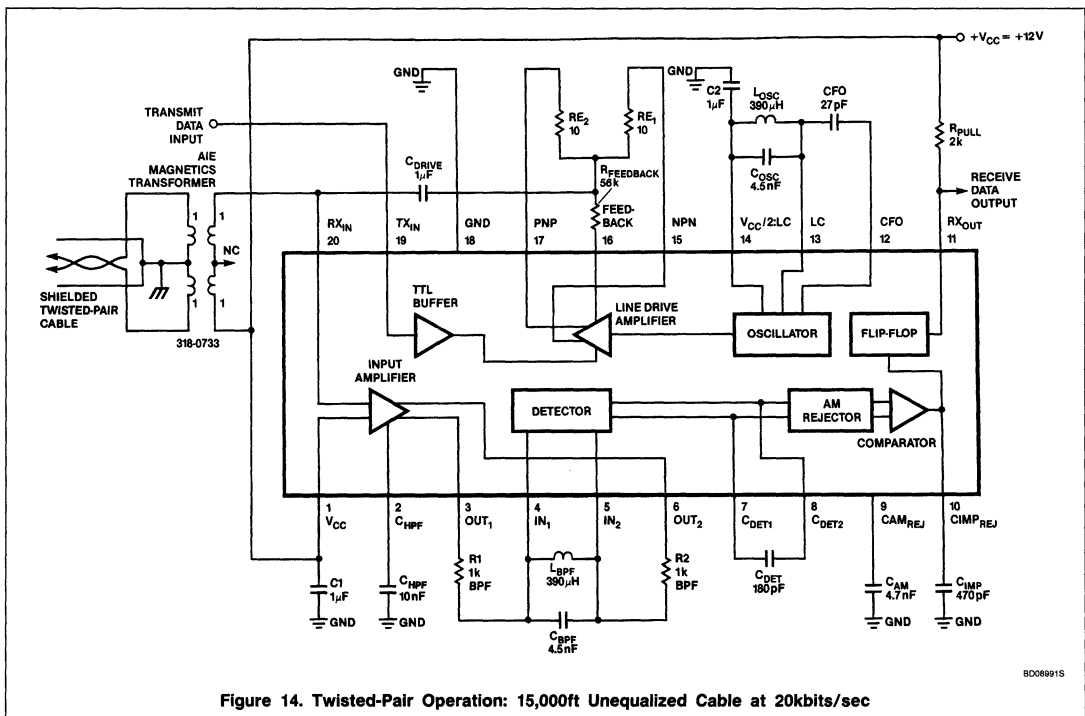 +VCC = +12V
GND
GND
C2
1μF
LOSC
390μH
CFO
27pF
TRANSMIT
DATA
INPUT
RE2
10
RE1
10
RPULL
2k
AIE
MAGNETICS
TRANSFORMER
CDRIVE
1μF
COSC
4.5nF
RFEEDBACK
56k
RECEIVE
DATA
OUTPUT
RXIN
20
TXIN
19
GND
18
PNP
17
FEED-
BACK
16
NPN
15
VCC/2:LC
14
LC
13
CFO
12
RXOUT
11
1
1
NC
1
1
SHIELDED
TWISTED-PAIR
CABLE
318-0733
TTL
BUFFER
LINE DRIVE
AMPLIFIER
OSCILLATOR
FLIP-FLOP
INPUT
AMPLIFIER
DETECTOR
AM
REJECTOR
COMPARATOR
1
VCC
2
CHPF
3
OUT1
4
IN1
5
IN2
6
OUT2
7
CDET1
8
CDET2
9
CAMREJ
10
CIMPREJ
C1
1μF
GND
CHPF
10nF
GND
R1
1k
BPF
LBPF
390μH
CBPF
4.5nF
R2
1k
BPF
CDET
180pF
CAM
4.7nF
GND
CIMP
470pF
GND
BD08991S
Figure 14. Twisted-Pair Operation: 15,000ft Unequalized Cable at 20kbits/sec